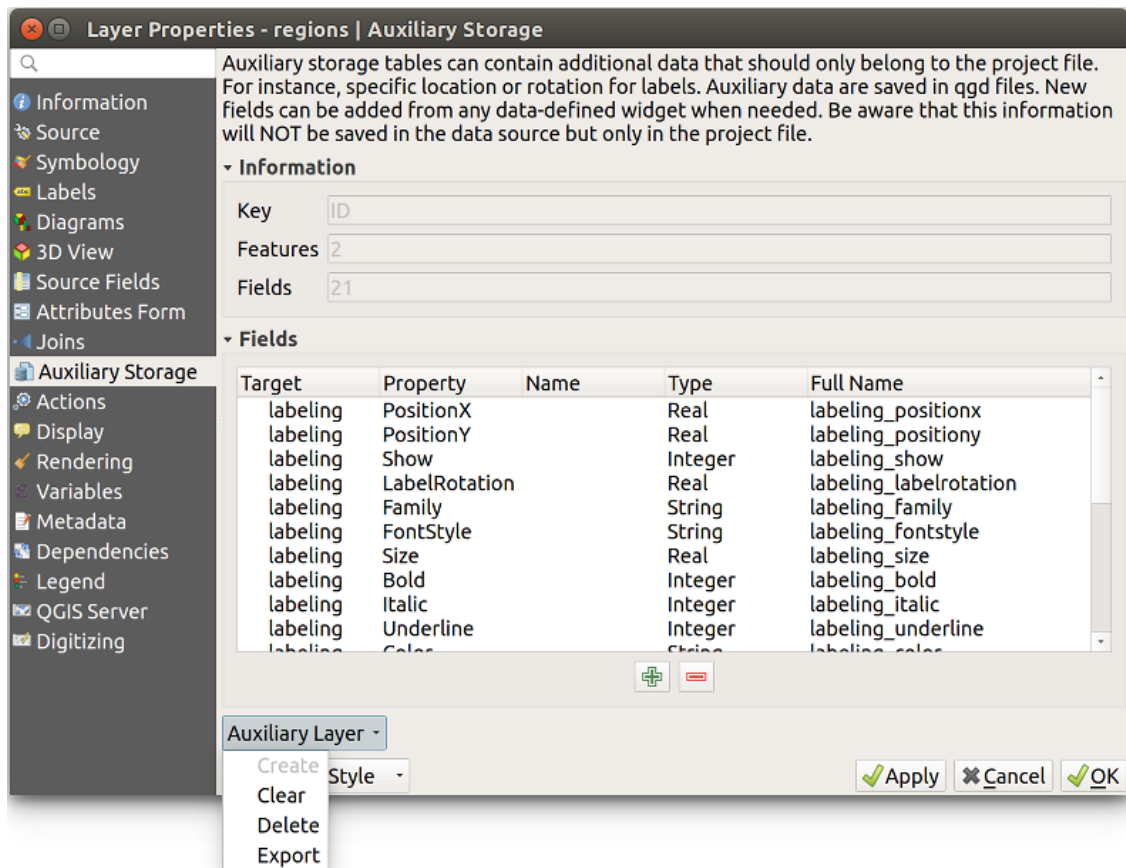 Layer Properties - regions | Auxiliary Storage
Auxiliary storage tables can contain additional data that should only belong to the project file.
For instance, specific location or rotation for labels. Auxiliary data are saved in qgd files. New
fields can be added from any data-defined widget when needed. Be aware that this information
will NOT be saved in the data source but only in the project file.
Information
Source
Symbology
Labels
Diagrams
3D View
Source Fields
Attributes Form
Joins
Auxiliary Storage
Actions
Display
Rendering
Variables
Metadata
Dependencies
Legend
QGIS Server
Digitizing
Information
Key ID
Features 2
Fields 21
Fields
Target Property Name Type Full Name
labeling PositionX Real labeling_positionx
labeling PositionY Real labeling_positiony
labeling Show Integer labeling_show
labeling LabelRotation Real labeling_labelrotation
labeling Family String labeling_family
labeling FontStyle String labeling_fontstyle
labeling Size Real labeling_size
labeling Bold Integer labeling_bold
labeling Italic Integer labeling_italic
labeling Underline Integer labeling_underline
labeling Color String labeling_color
Auxiliary Layer
Create
Clear
Delete
Export
Style
Apply Cancel OK